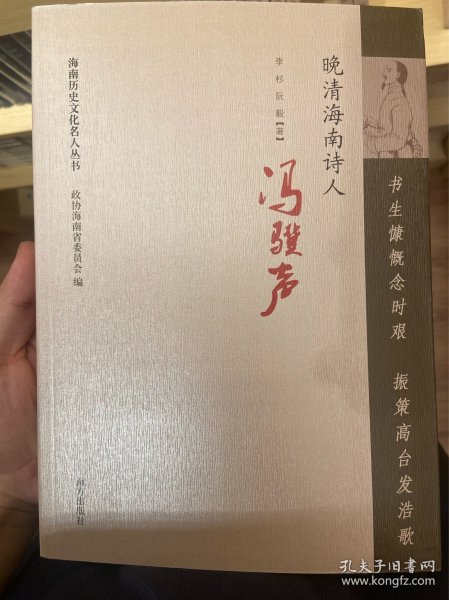 晚清海南诗人
冯骥声
李杉 阮毅【著】
书生慷慨念时艰 振策高台发浩歌
海南历史文化名人丛书
政协海南省委员会 编
南方出版社
孔夫子旧书网
www.kongfz.com